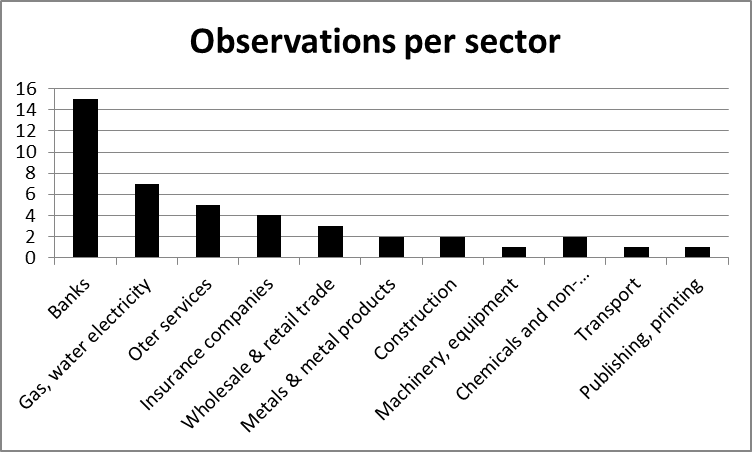 Observations per sector
16
14
12
10
8
6
4
2
0
Banks
Gas, water electricity
Oter services
Insurance companies
Wholesale & retail trade
Metals & metal products
Construction
Machinery, equipment
Chemicals and non-...
Transport
Publishing, printing